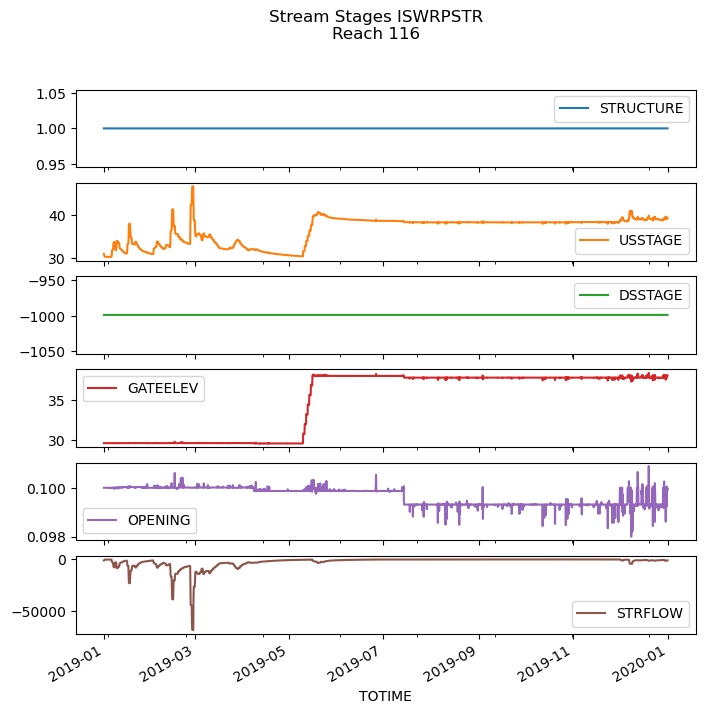 Stream Stages ISWRPSTR
Reach 116
1.05
1.00
0.95
STRUCTURE
40
30
USSTAGE
−950
−1000
−1050
DSSTAGE
35
30
GATEELEV
0.100
0.098
OPENING
0
−50000
STRFLOW
2019-01
2019-03
2019-05
2019-07
2019-09
2019-11
2020-01
TOTIME